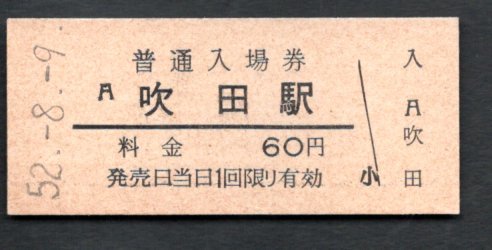 52.-8.-9.
普通入場券
A 吹田駅
料金 60円
発売日当日1回限り有効
小
入
A
吹
田